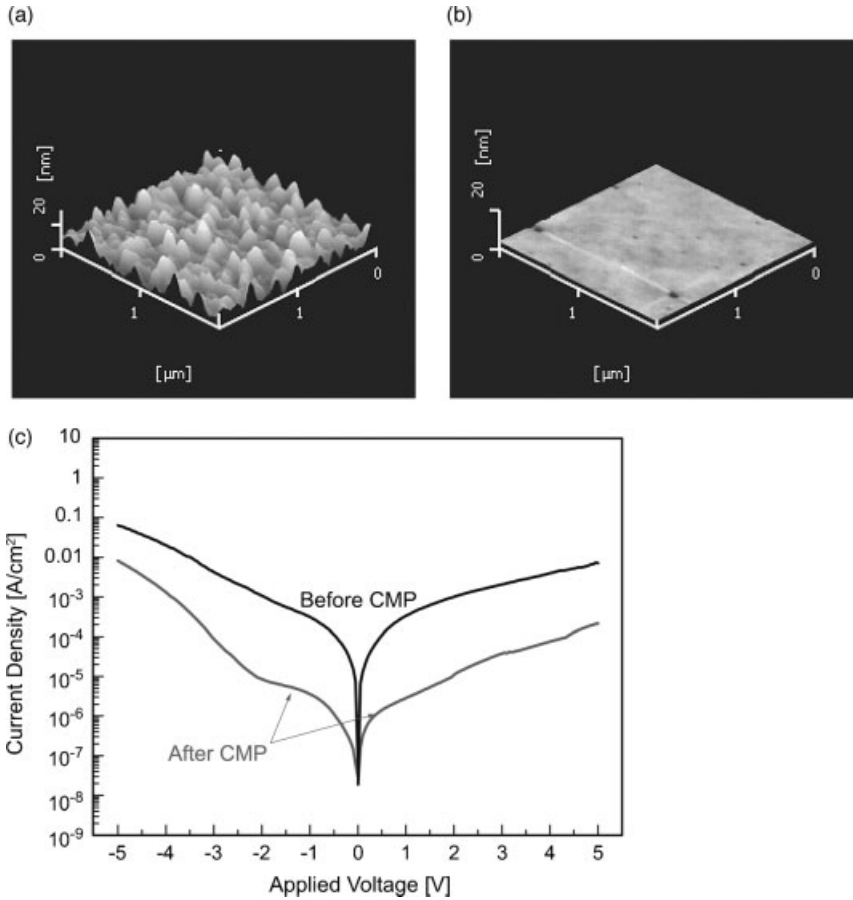 (a)
[nm]
20
0
1
1
0
[µm]
(b)
[nm]
20
0
1
1
0
[µm]
(c)
10
1
0.1
0.01
10⁻³
10⁻⁴
10⁻⁵
10⁻⁶
10⁻⁷
10⁻⁸
10⁻⁹
Current Density [A/cm²]
Before CMP
After CMP
-5 -4 -3 -2 -1 0 1 2 3 4 5
Applied Voltage [V]